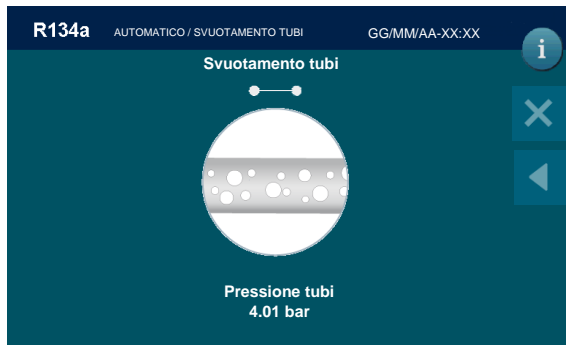 R134a AUTOMATICO / SVUOTAMENTO TUBI GG/MM/AA-XX:XX
i
Svuotamento tubi
Pressione tubi
4.01 bar